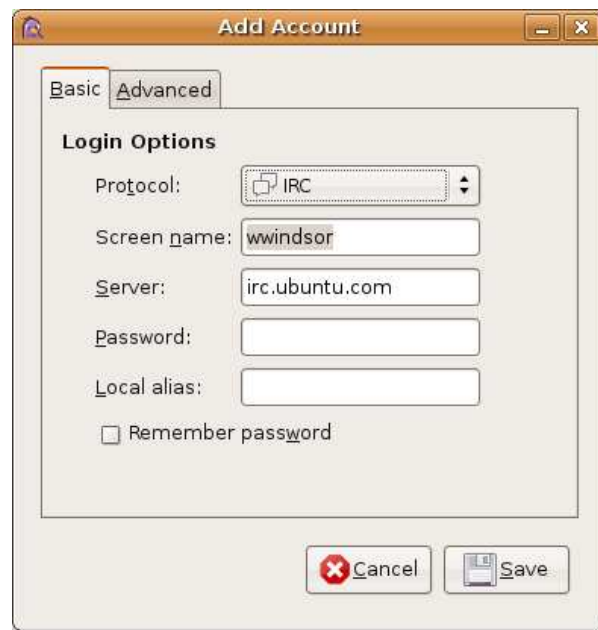 Add Account
Basic Advanced
Login Options
Protocol: IRC
Screen name: wwindsor
Server: irc.ubuntu.com
Password:
Local alias:
Remember password
Cancel Save